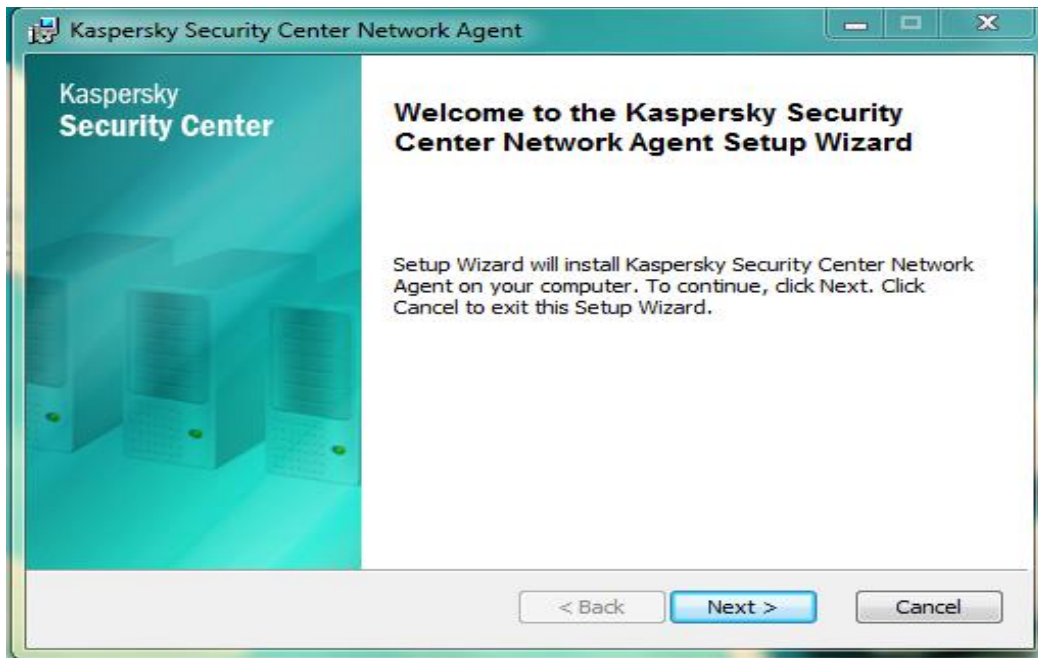 Kaspersky Security Center Network Agent
Kaspersky
Security Center
Welcome to the Kaspersky Security
Center Network Agent Setup Wizard
Setup Wizard will install Kaspersky Security Center Network
Agent on your computer. To continue, click Next. Click
Cancel to exit this Setup Wizard.
< Back Next > Cancel